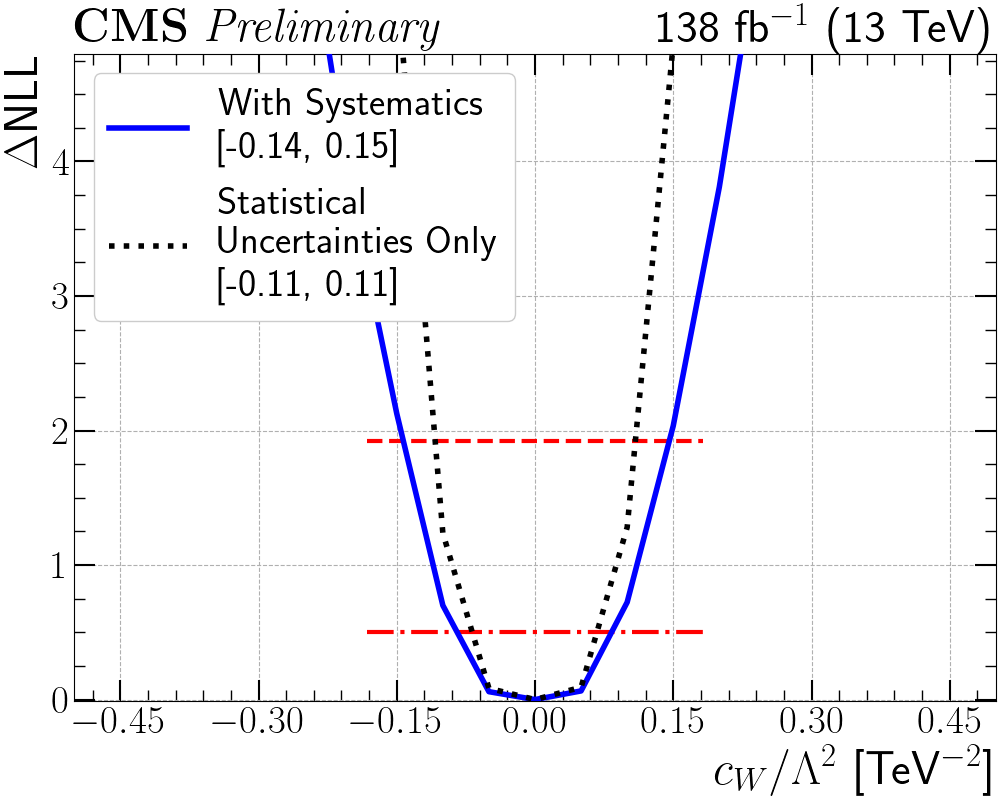 CMS Preliminary 138 fb⁻¹ (13 TeV)
ΔNLL
With Systematics
[-0.14, 0.15]
Statistical
Uncertainties Only
[-0.11, 0.11]
4
3
2
1
0
−0.45 −0.30 −0.15 0.00 0.15 0.30 0.45
c_W/Λ² [TeV⁻²]